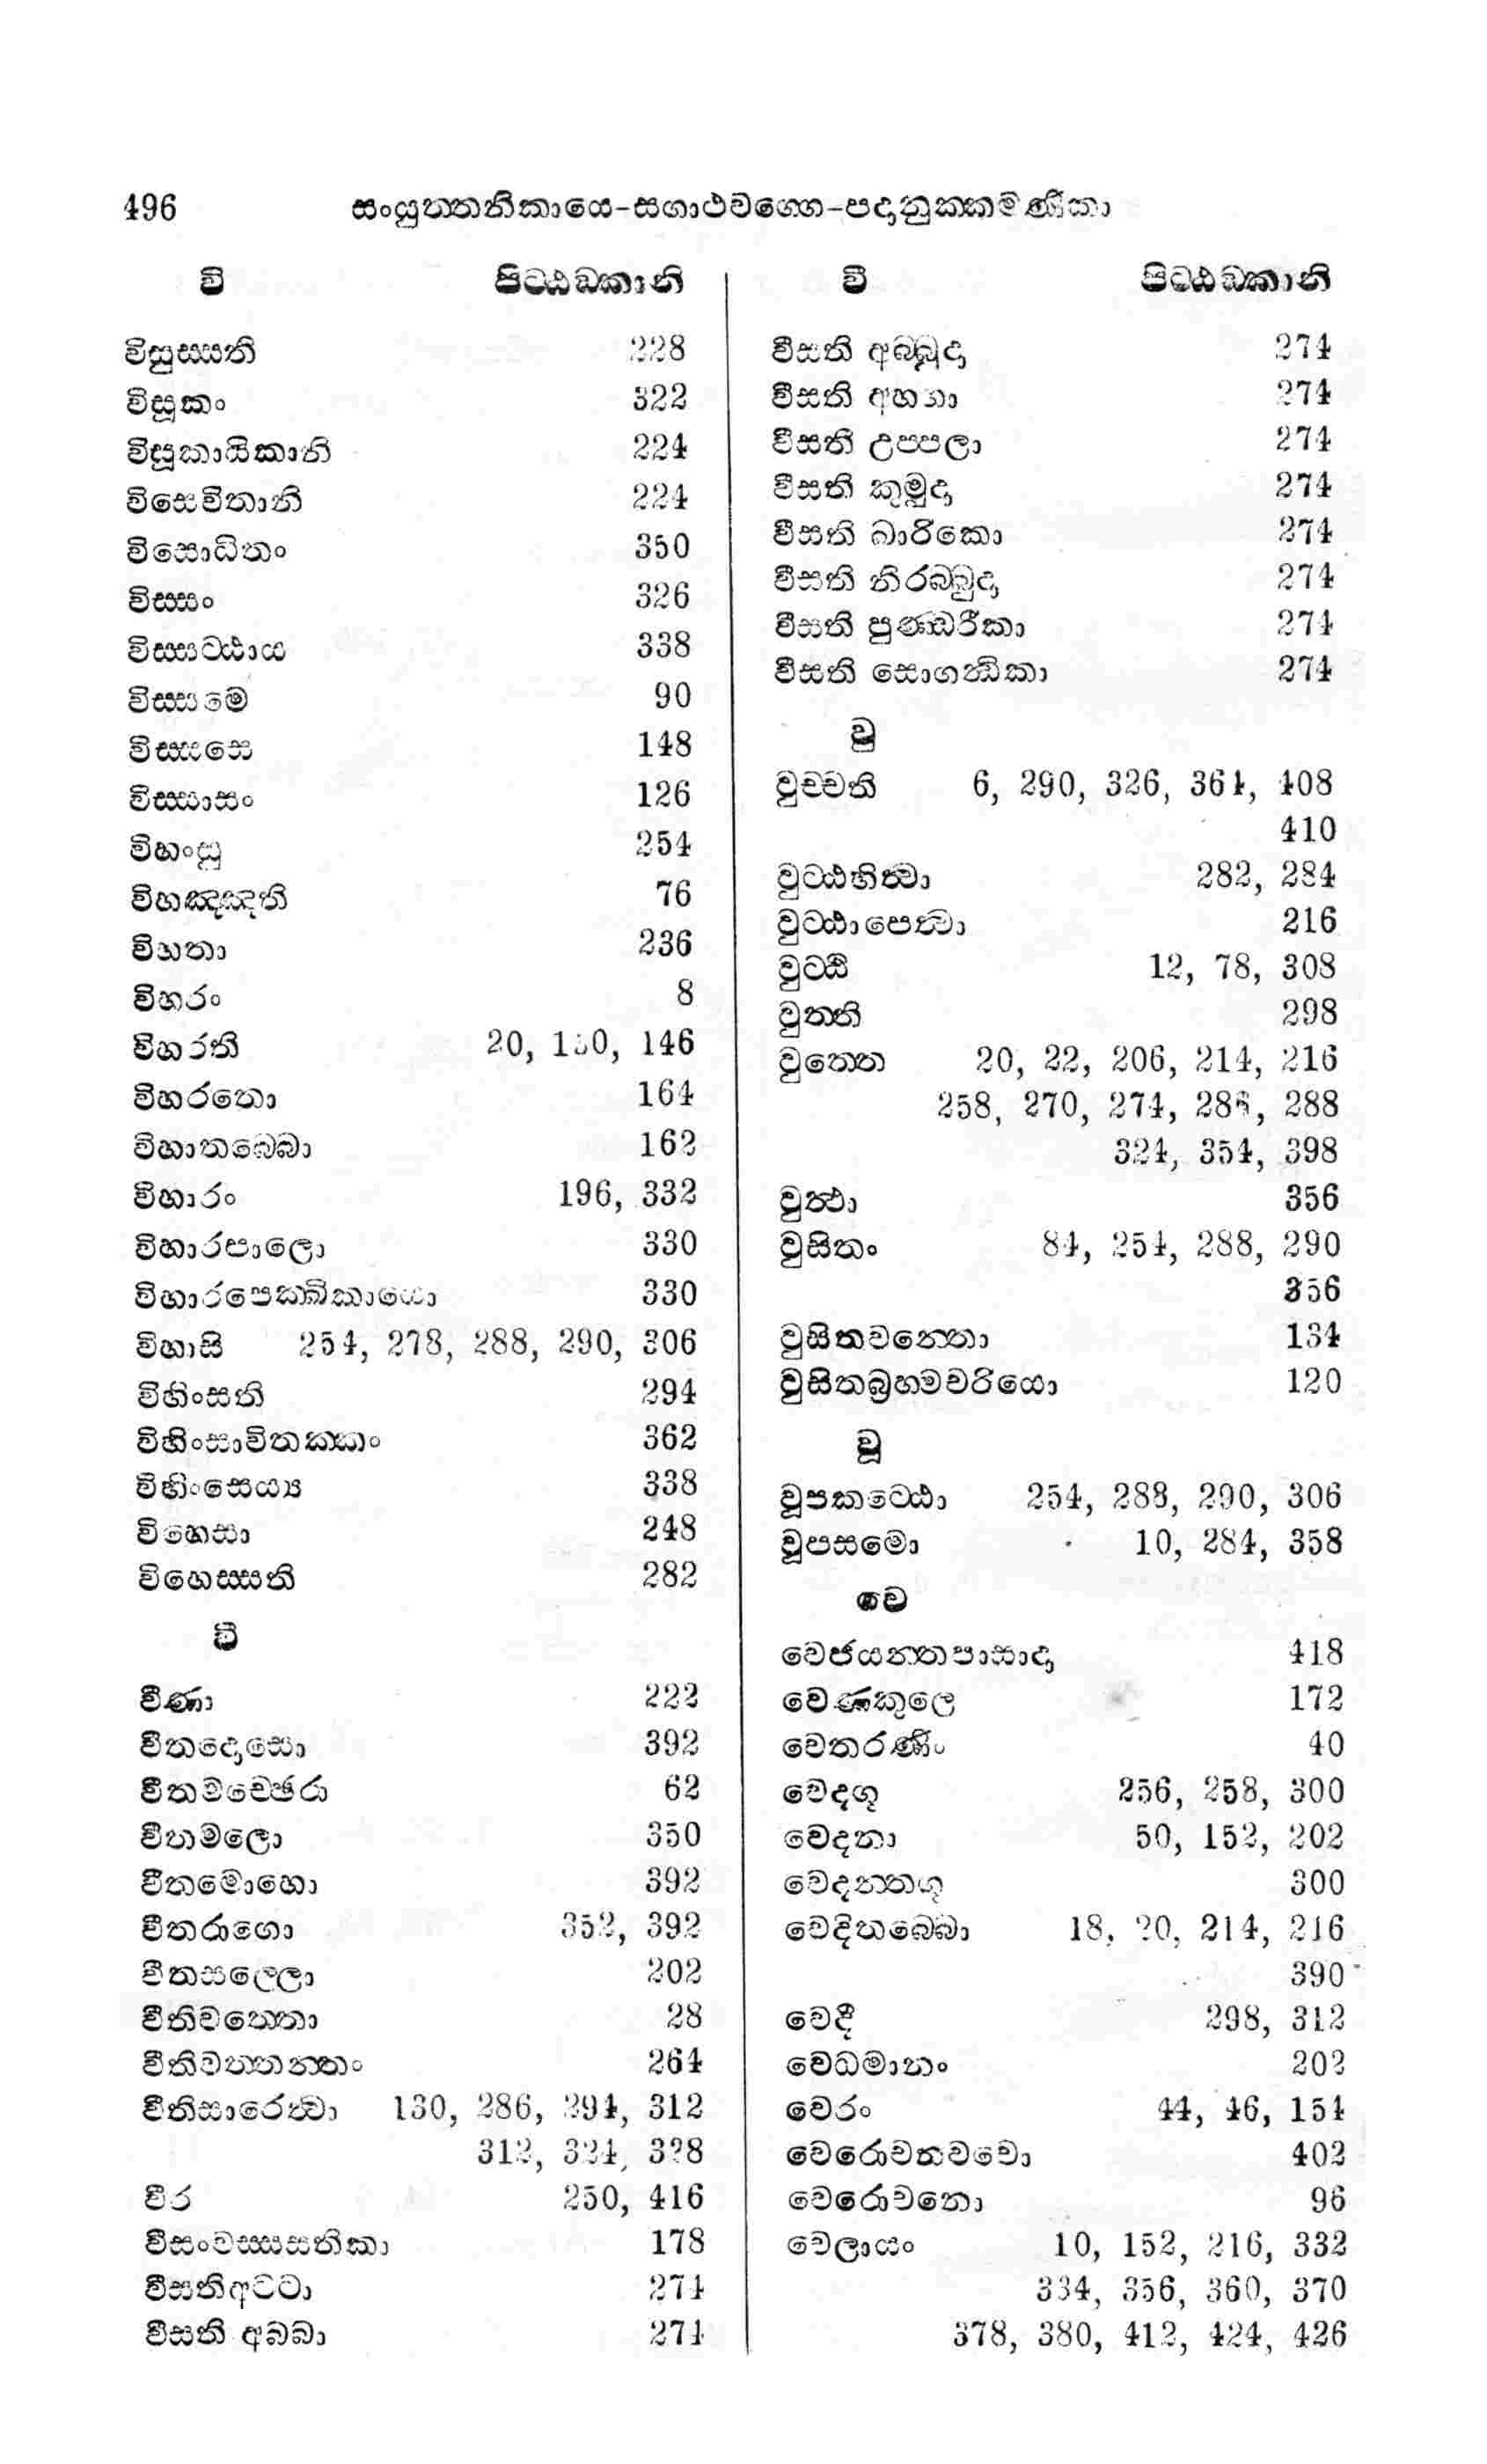 496 සංයුත්තනිකායෙ-සගාථවග්ගෙ-පදානුක්කමණිකා
වි පිට්ඨඞ්කානි
විසුස්සති 228
විසූකං 322
විසූකායිකානි 224
විසෙවිතානි 224
විසොධිතං 350
විස්සං 326
විස්සට්ඨාය 338
විස්සමෙ 90
විස්සසෙ 148
විස්සාසං 126
විහංසු 254
විහඤ්ඤති 76
විහතා 236
විහරං 8
විහරති 20, 130, 146
විහරතො 164
විහාතබ්බො 162
විහාරං 196, 332
විහාරපාලො 330
විහාරපෙක්ඛිකායො 330
විහාසි 254, 278, 288, 290, 306
විහිංසති 294
විහිංසාවිතක්කං 362
විහිංසෙය්‍ය 338
විහෙසා 248
විහෙස්සති 282
වී
වීණා 222
වීතදොසො 392
වීතමච්ඡෙරා 62
වීතමලො 350
වීතමොහො 392
වීතරාගො 352, 392
වීතසල්ලො 202
වීතිවත්තො 28
වීතිවත්තන්තං 264
වීතිසාරෙත්‍වා 130, 286, 294, 312
312, 324, 328
වීර 250, 416
වීසංවස්සසතිකා 178
වීසතිඅටටා 274
වීසති අබබා 274
වී පිට්ඨඞ්කානි
වීසති අබ්බුදා 274
වීසති අහහා 274
වීසති උප්පලා 274
වීසති කුමුදා 274
වීසති ඛාරිකො 274
වීසති නිරබ්බුදා 274
වීසති පුණ්ඩරීකා 274
වීසති සොගන්ධිකා 274
වු
වුච්චති 6, 290, 326, 364, 408
410
වුට්ඨහිත්‍වා 282, 284
වුට්ඨාපෙත්‍වා 216
වුට්ඨි 12, 78, 308
වුත්ති 298
වුත්තෙ 20, 22, 206, 214, 216
258, 270, 274, 286, 288
324, 354, 398
වුත්‍ථා 356
වුසිතං 84, 254, 288, 290
356
වුසිතවන්තො 134
වුසිතබ්‍රහ්මචරියො 120
වූ
වූපකට්ඨො 254, 288, 290, 306
වූපසමො 10, 284, 358
වෙ
වෙජයන්තපාසාදා 418
වෙණකුලෙ 172
වෙතරණිං 40
වෙදගූ 256, 258, 300
වෙදනා 50, 152, 202
වෙදන්තගූ 300
වෙදිතබ්බො 18, 20, 214, 216
390
වෙදී 298, 312
වෙධමානං 202
වෙරං 44, 46, 154
වෙරොචනවචො 402
වෙරොචනො 96
වෙලායං 10, 152, 216, 332
334, 356, 360, 370
378, 380, 412, 424, 426